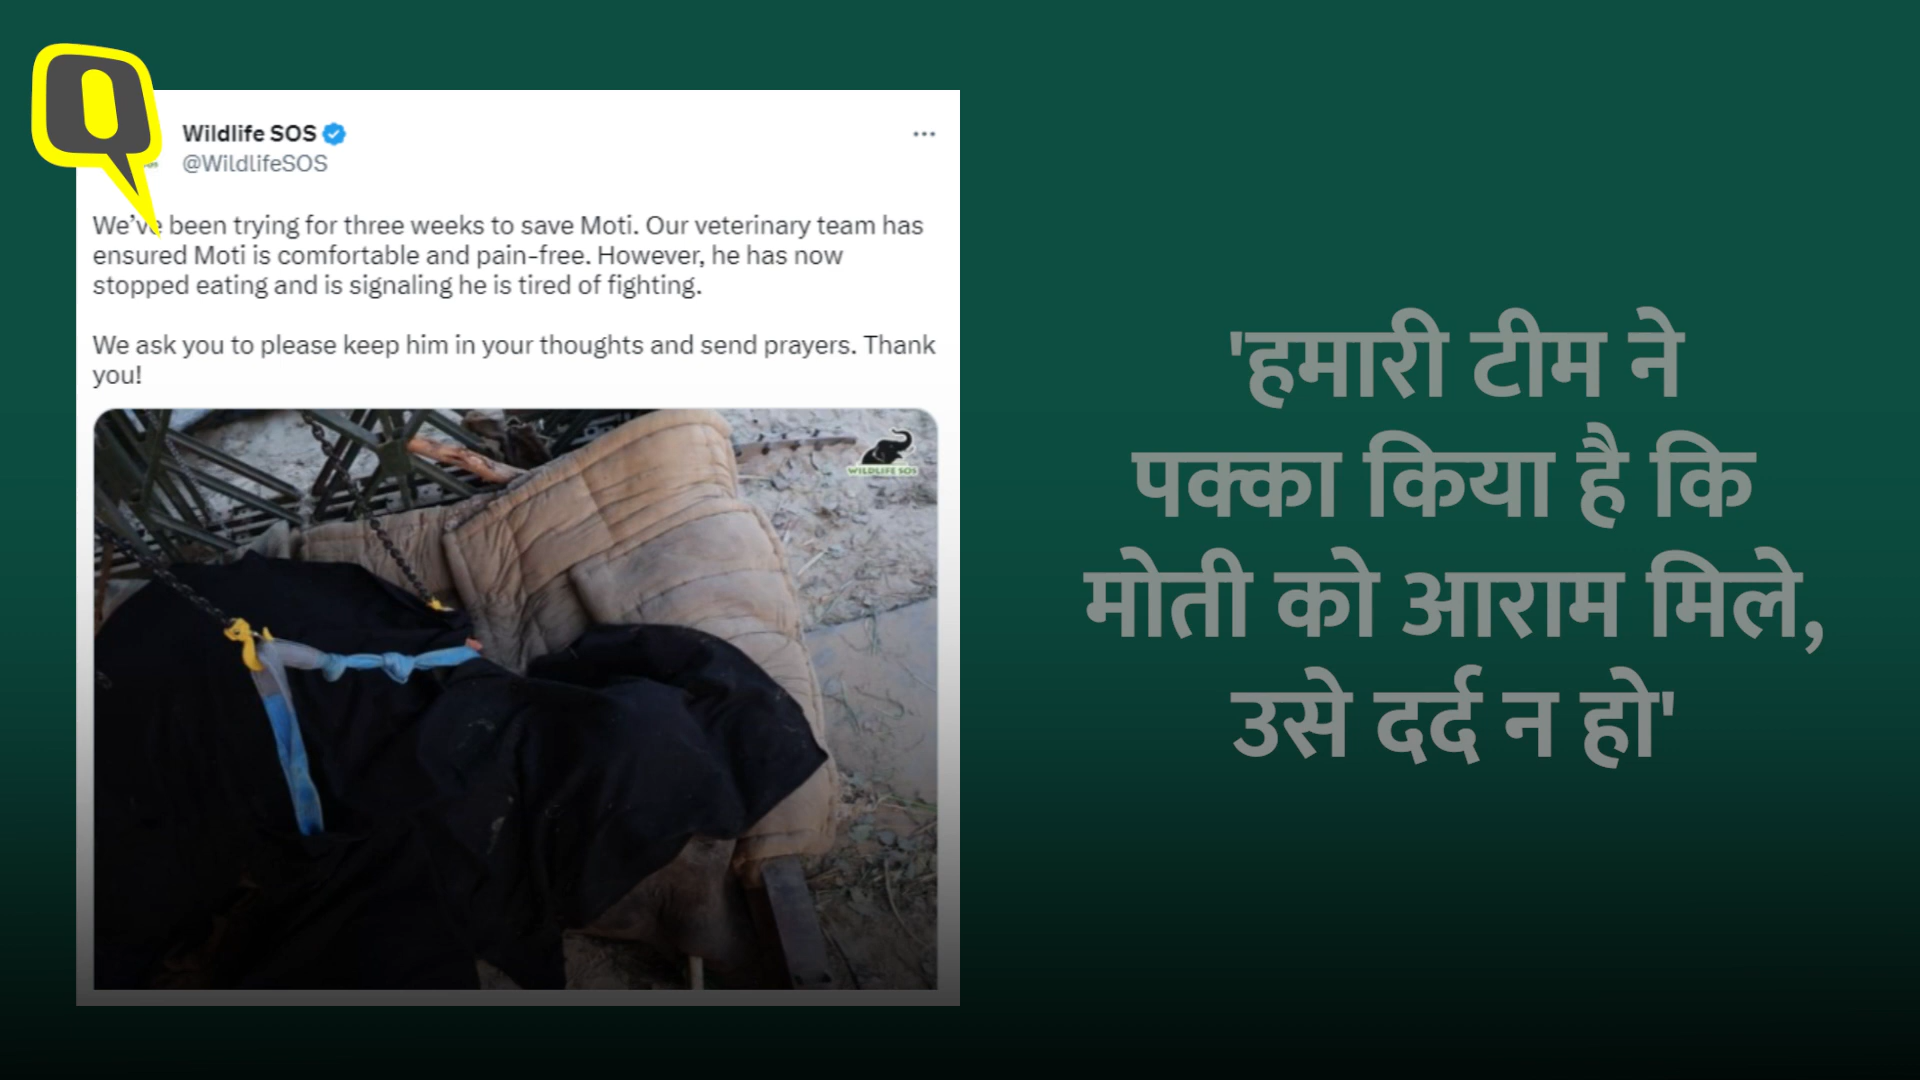 Wildlife SOS
@WildlifeSOS
We’ve been trying for three weeks to save Moti. Our veterinary team has
ensured Moti is comfortable and pain-free. However, he has now
stopped eating and is signaling he is tired of fighting.
We ask you to please keep him in your thoughts and send prayers. Thank
you!
WILDLIFE SOS
'हमारी टीम ने
पक्का किया है कि
मोती को आराम मिले,
उसे दर्द न हो'